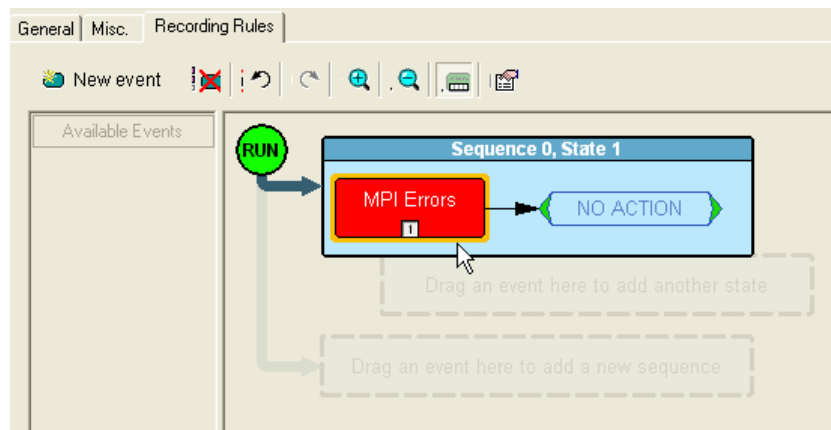 General Misc. Recording Rules
New event
Available Events
RUN
Sequence 0, State 1
MPI Errors
1
NO ACTION
Drag an event here to add another state
Drag an event here to add a new sequence